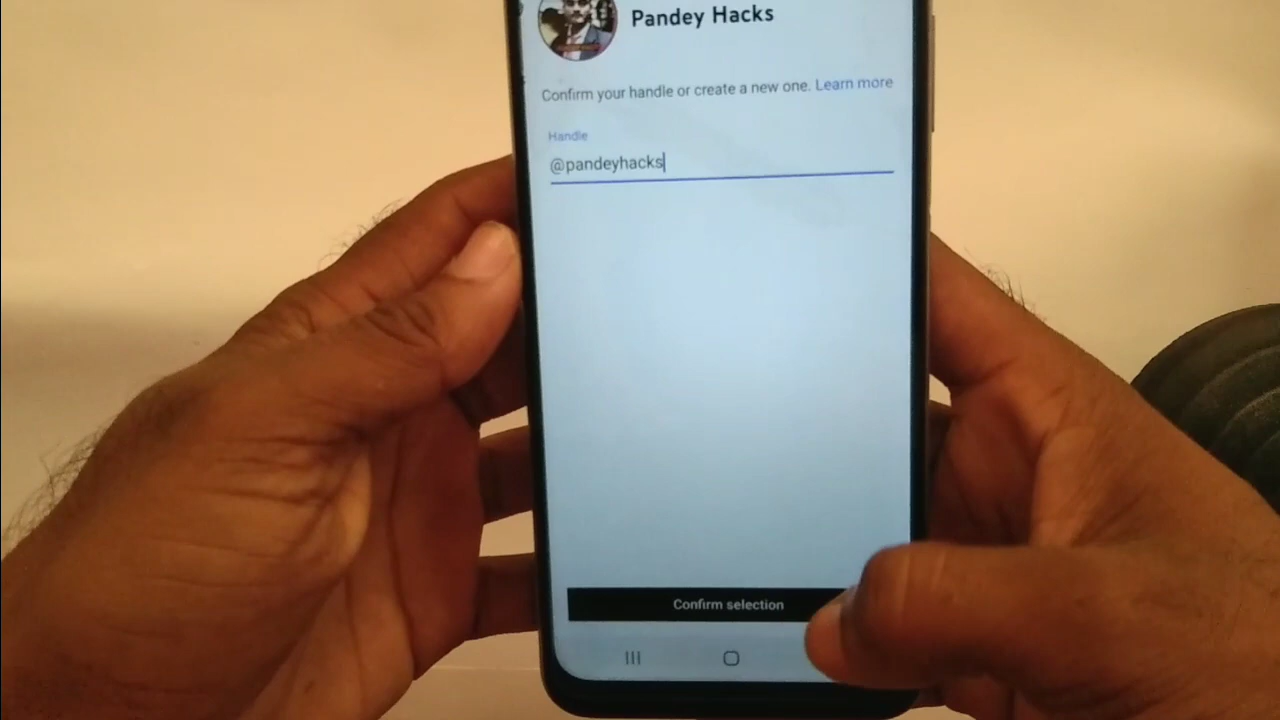 Pandey Hacks
Confirm your handle or create a new one. Learn more
Handle
@pandeyhacks
Confirm selection